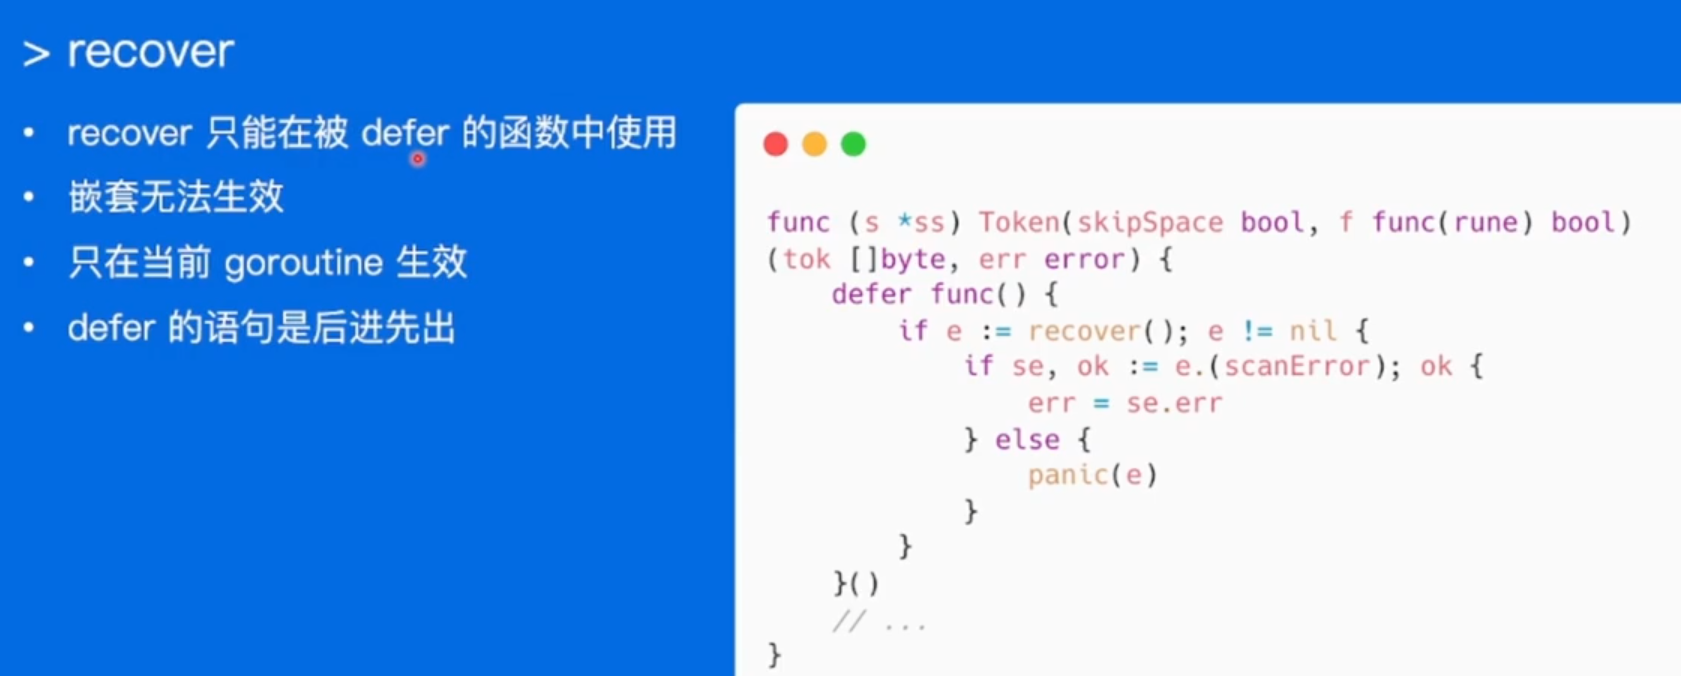 > recover
• recover 只能在被 defer 的函数中使用
• 嵌套无法生效
• 只在当前 goroutine 生效
• defer 的语句是后进先出
func (s *ss) Token(skipSpace bool, f func(rune) bool)
(tok []byte, err error) {
    defer func() {
        if e := recover(); e != nil {
            if se, ok := e.(scanError); ok {
                err = se.err
            } else {
                panic(e)
            }
        }
    }()
    // ...
}